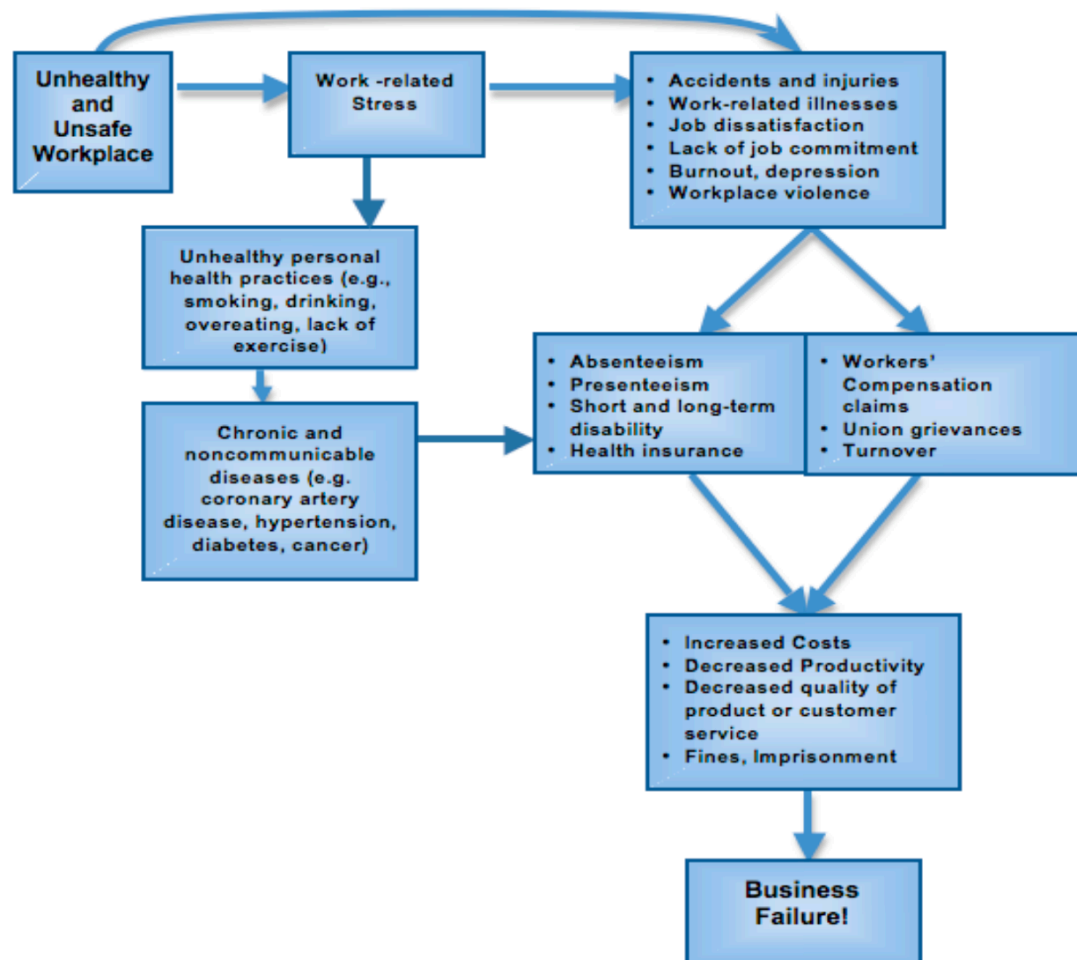 Unhealthy
and
Unsafe
Workplace
Work -related
Stress
• Accidents and injuries
• Work-related illnesses
• Job dissatisfaction
• Lack of job commitment
• Burnout, depression
• Workplace violence
Unhealthy personal
health practices (e.g.,
smoking, drinking,
overeating, lack of
exercise)
Chronic and
noncommunicable
diseases (e.g.
coronary artery
disease, hypertension,
diabetes, cancer)
• Absenteeism
• Presenteeism
• Short and long-term
disability
• Health insurance
• Workers'
Compensation
claims
• Union grievances
• Turnover
• Increased Costs
• Decreased Productivity
• Decreased quality of
product or customer
service
• Fines, Imprisonment
Business
Failure!